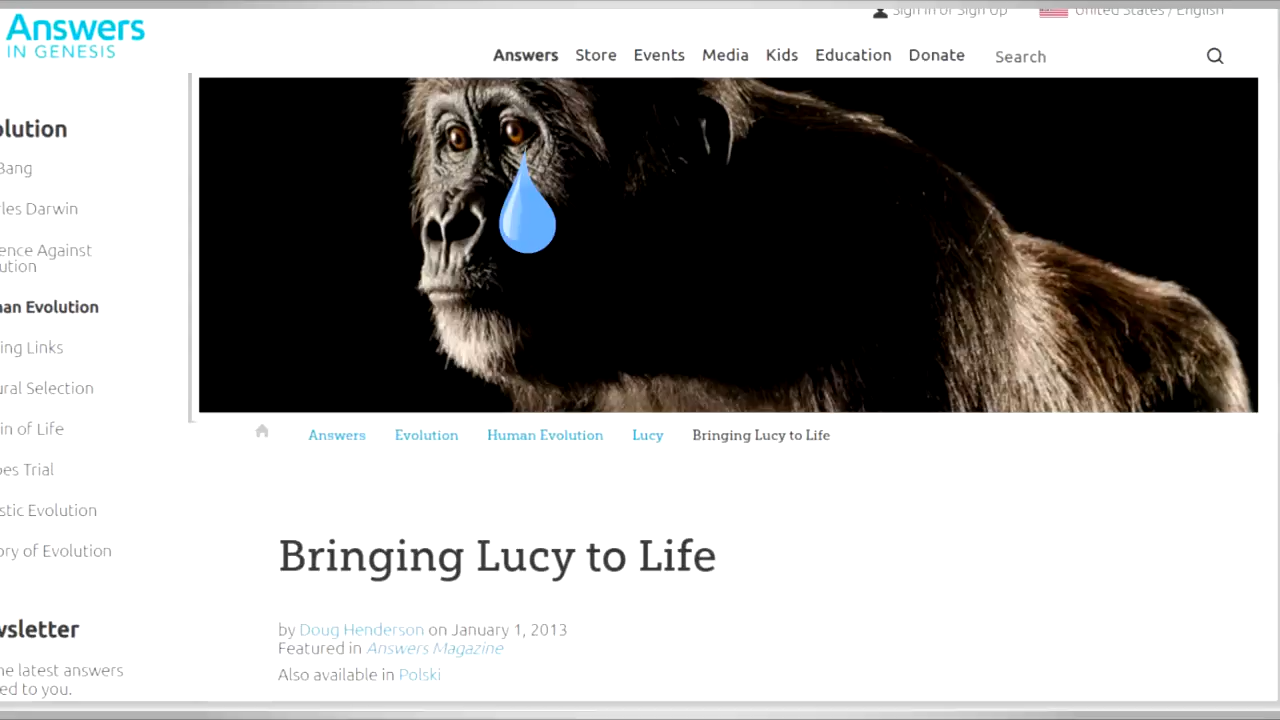 Answers
IN GENESIS
Sign In or Sign Up
United States / English
Answers Store Events Media Kids Education Donate Search
olution
Bang
les Darwin
ence Against
ution
an Evolution
ing Links
ural Selection
in of Life
pes Trial
stic Evolution
ory of Evolution
wsletter
he latest answers
ed to you.
Answers Evolution Human Evolution Lucy Bringing Lucy to Life
Bringing Lucy to Life
by Doug Henderson on January 1, 2013
Featured in Answers Magazine
Also available in Polski